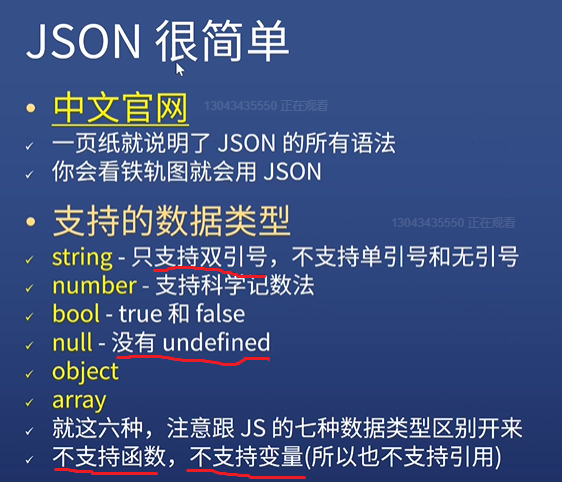 JSON 很简单
• 中文官网
13043435550 正在观看
✓ 一页纸就说明了 JSON 的所有语法
✓ 你会看铁轨图就会用 JSON
• 支持的数据类型
13043435550 正在观看
✓ string - 只支持双引号，不支持单引号和无引号
✓ number - 支持科学记数法
✓ bool - true 和 false
✓ null - 没有 undefined
✓ object
✓ array
✓ 就这六种，注意跟 JS 的七种数据类型区别开来
✓ 不支持函数，不支持变量(所以也不支持引用)